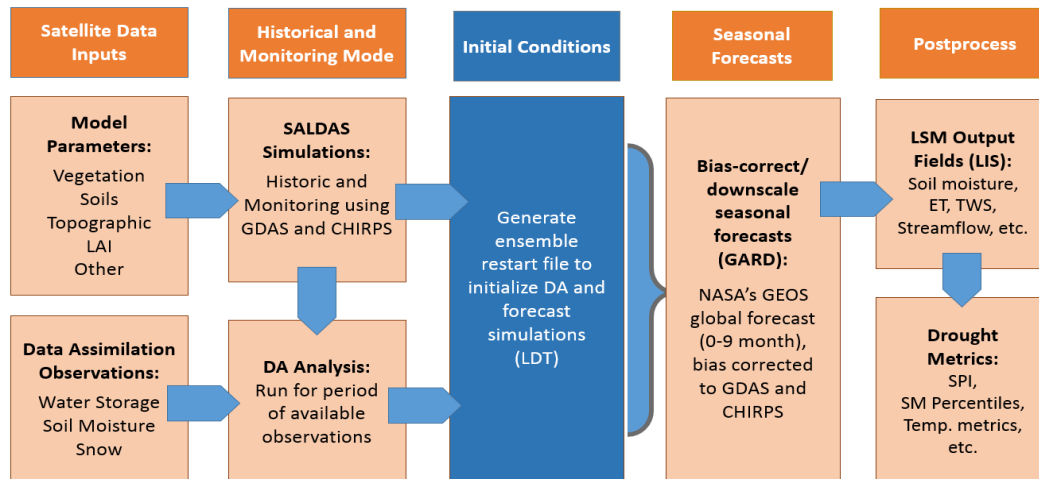 Satellite Data
Inputs
Historical and
Monitoring Mode
Initial Conditions
Seasonal
Forecasts
Postprocess
Model
Parameters:
Vegetation
Soils
Topographic
LAI
Other
Data Assimilation
Observations:
Water Storage
Soil Moisture
Snow
SALDAS
Simulations:
Historic and
Monitoring using
GDAS and CHIRPS
DA Analysis:
Run for period
of available
observations
Generate
ensemble
restart file to
initialize DA and
forecast
simulations
(LDT)
Bias-correct/
downscale
seasonal
forecasts
(GARD):
NASA’s GEOS
global forecast
(0-9 month),
bias corrected
to GDAS and
CHIRPS
LSM Output
Fields (LIS):
Soil moisture,
ET, TWS,
Streamflow, etc.
Drought
Metrics:
SPI,
SM Percentiles,
Temp. metrics,
etc.